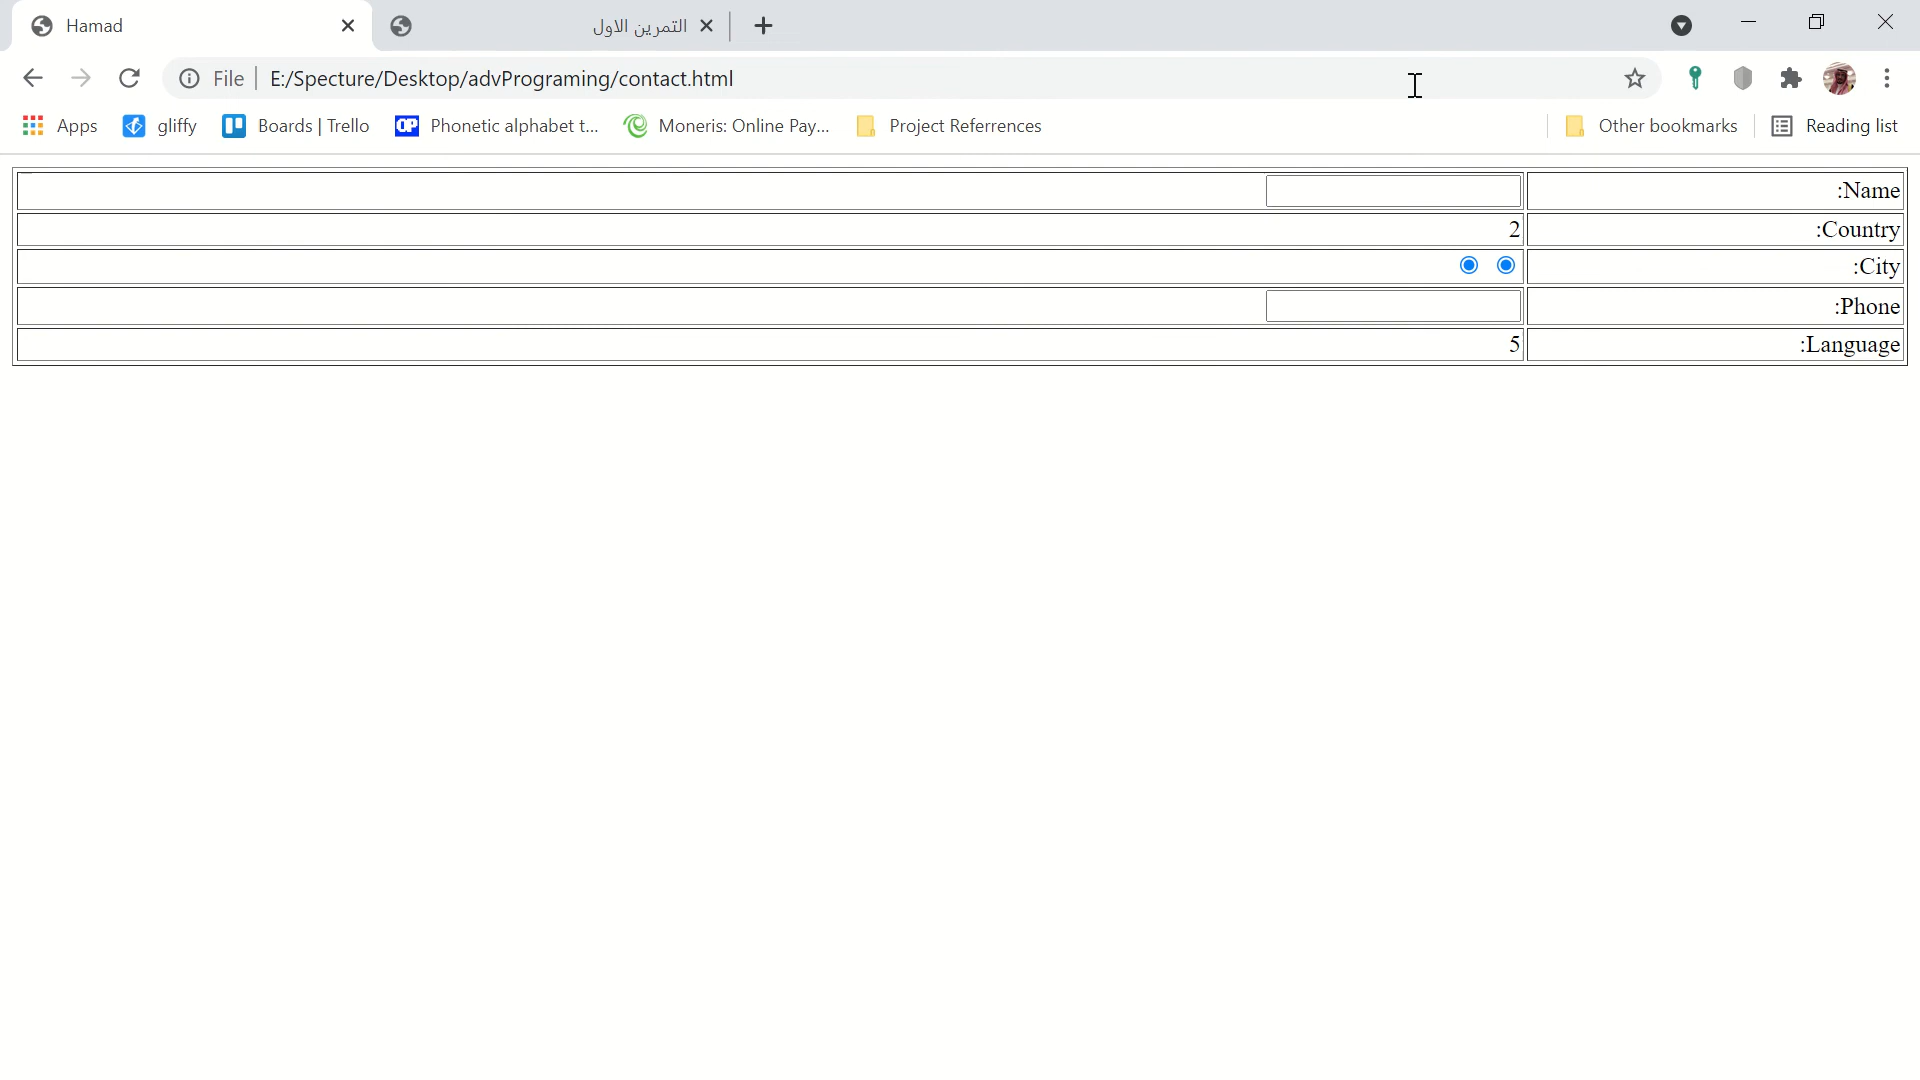 Hamad
التمرين الاول
File
E:/Specture/Desktop/advPrograming/contact.html
Apps
gliffy
Boards | Trello
OP
Phonetic alphabet t...
Moneris: Online Pay...
Project Referrences
Other bookmarks
Reading list
:Name
:Country
2
:City
:Phone
:Language
5